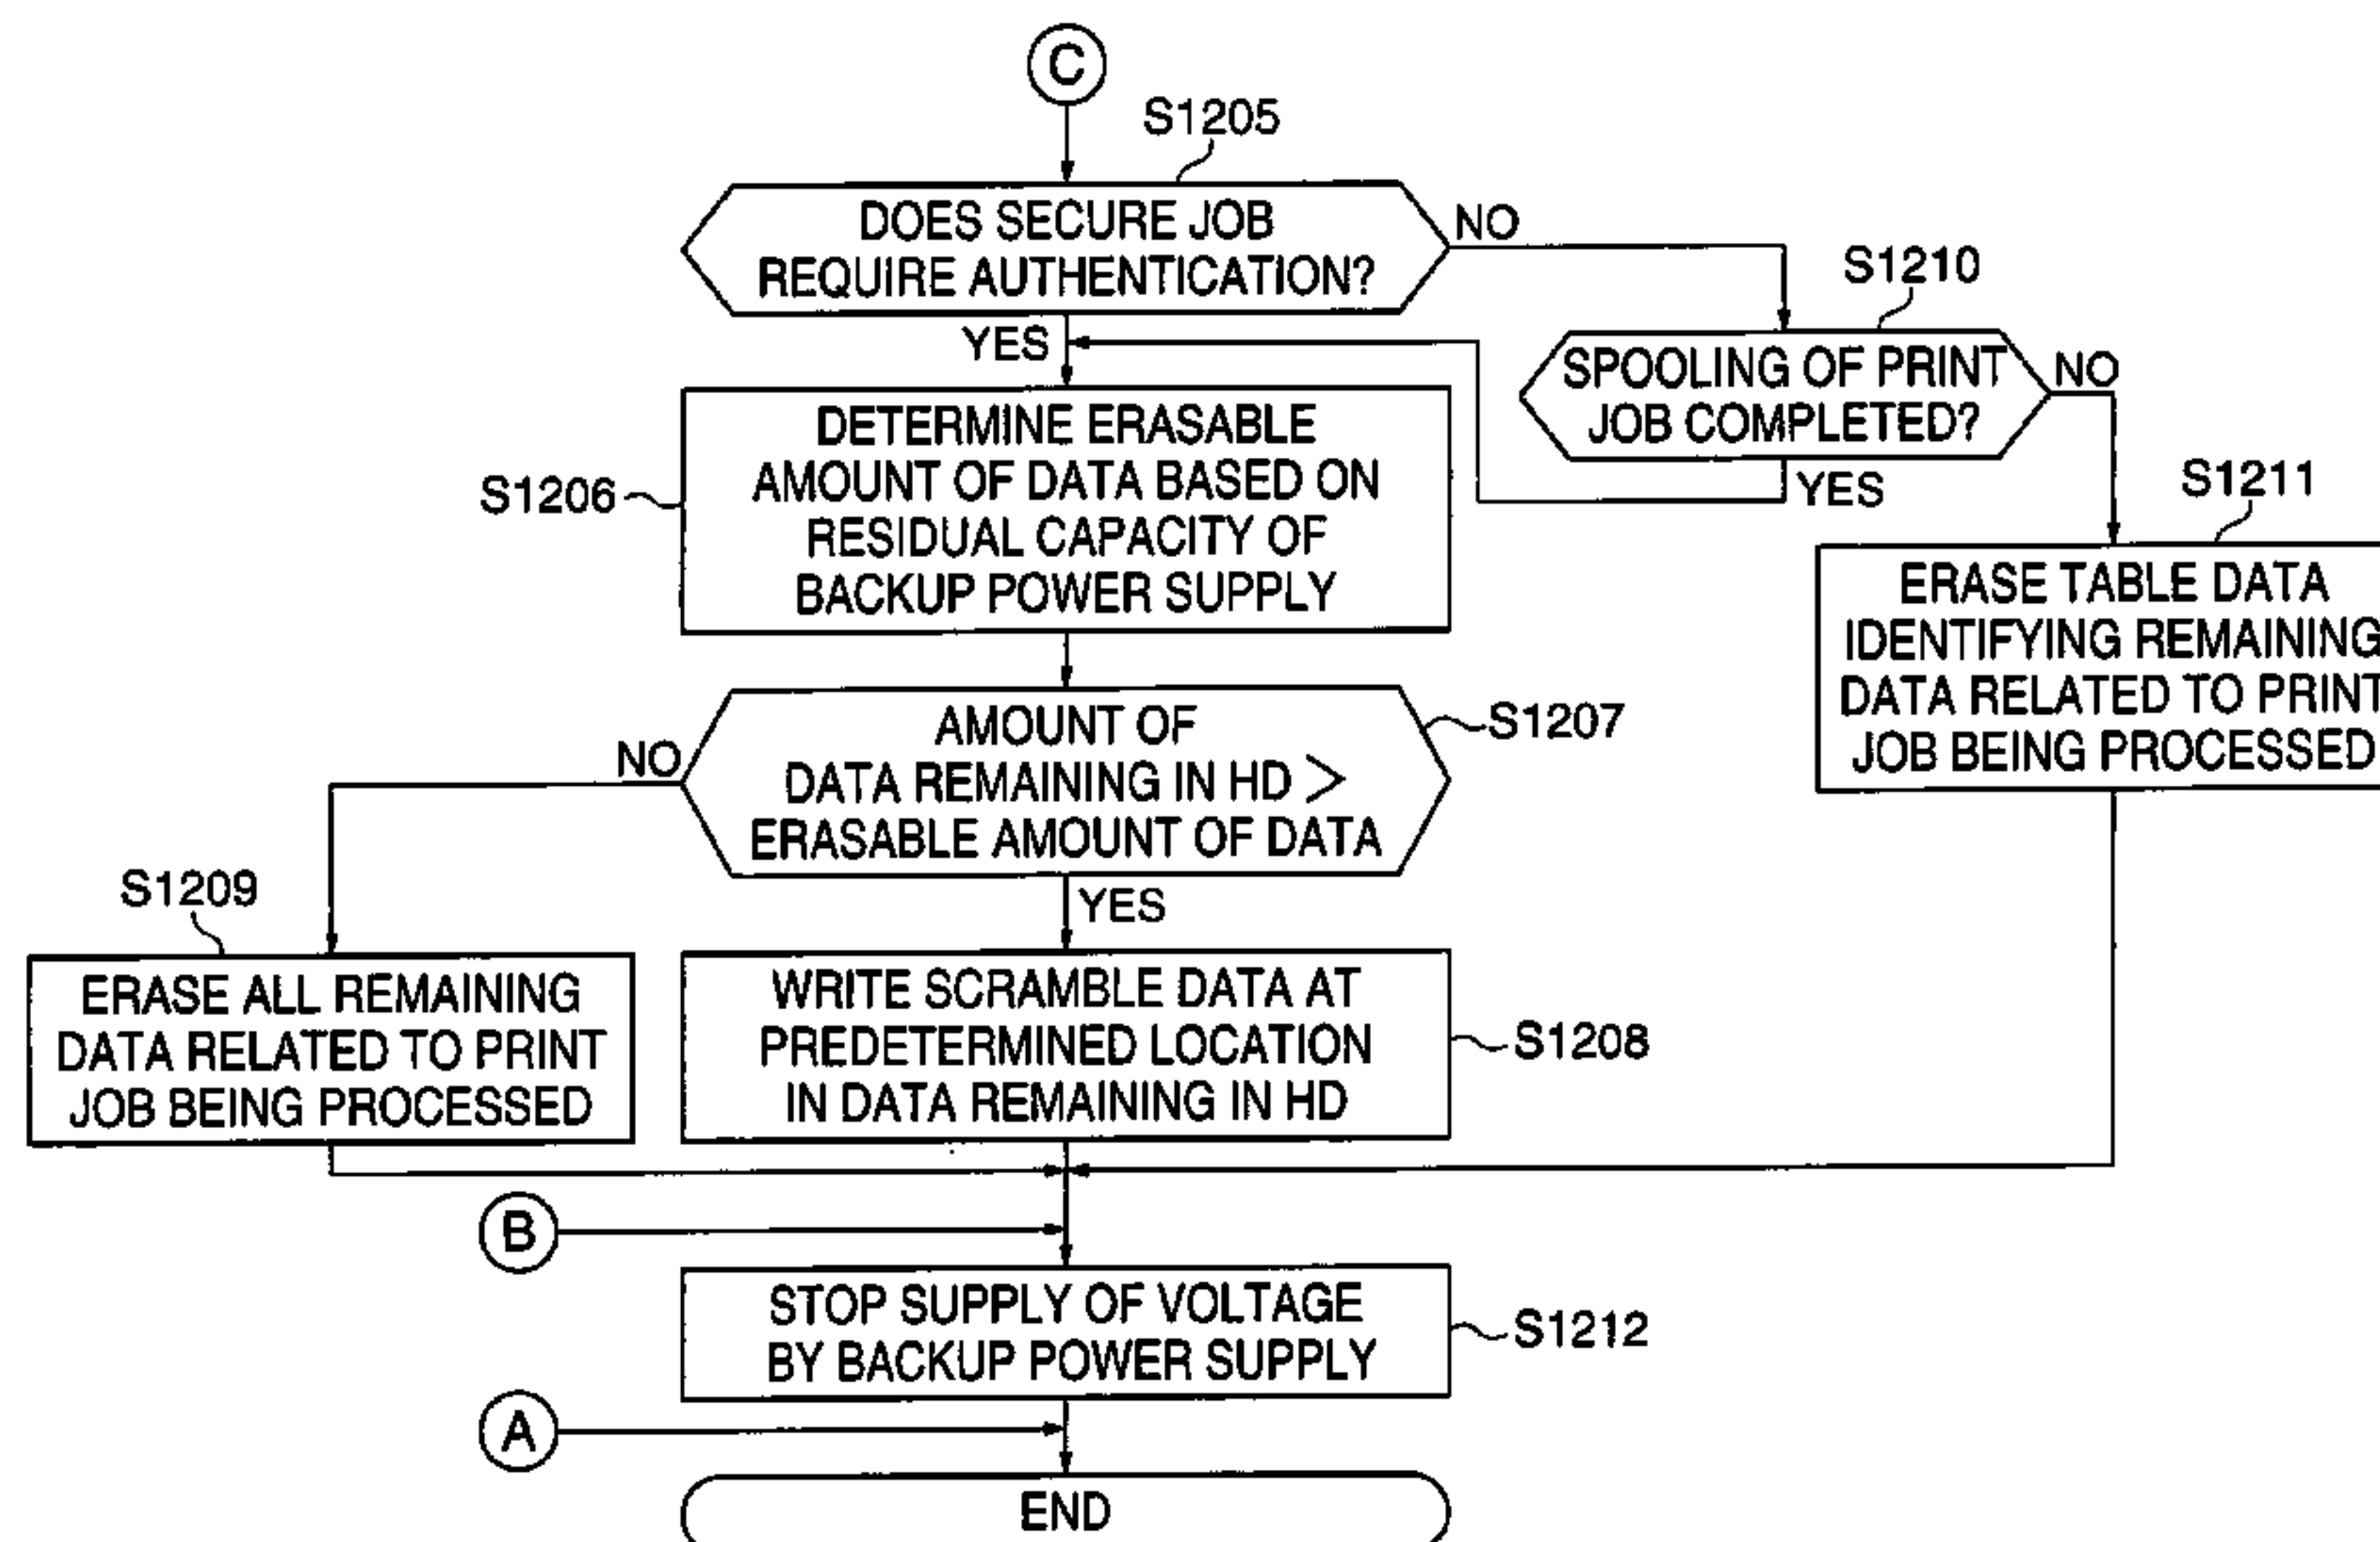 C
S1205
DOES SECURE JOB
REQUIRE AUTHENTICATION?
NO
YES
S1210
SPOOLING OF PRINT
JOB COMPLETED?
NO
YES
S1206
DETERMINE ERASABLE
AMOUNT OF DATA BASED ON
RESIDUAL CAPACITY OF
BACKUP POWER SUPPLY
S1211
ERASE TABLE DATA
IDENTIFYING REMAINING
DATA RELATED TO PRINT
JOB BEING PROCESSED
S1207
AMOUNT OF
DATA REMAINING IN HD >
ERASABLE AMOUNT OF DATA
NO
YES
S1209
ERASE ALL REMAINING
DATA RELATED TO PRINT
JOB BEING PROCESSED
WRITE SCRAMBLE DATA AT
PREDETERMINED LOCATION
IN DATA REMAINING IN HD
S1208
B
STOP SUPPLY OF VOLTAGE
BY BACKUP POWER SUPPLY
S1212
A
END